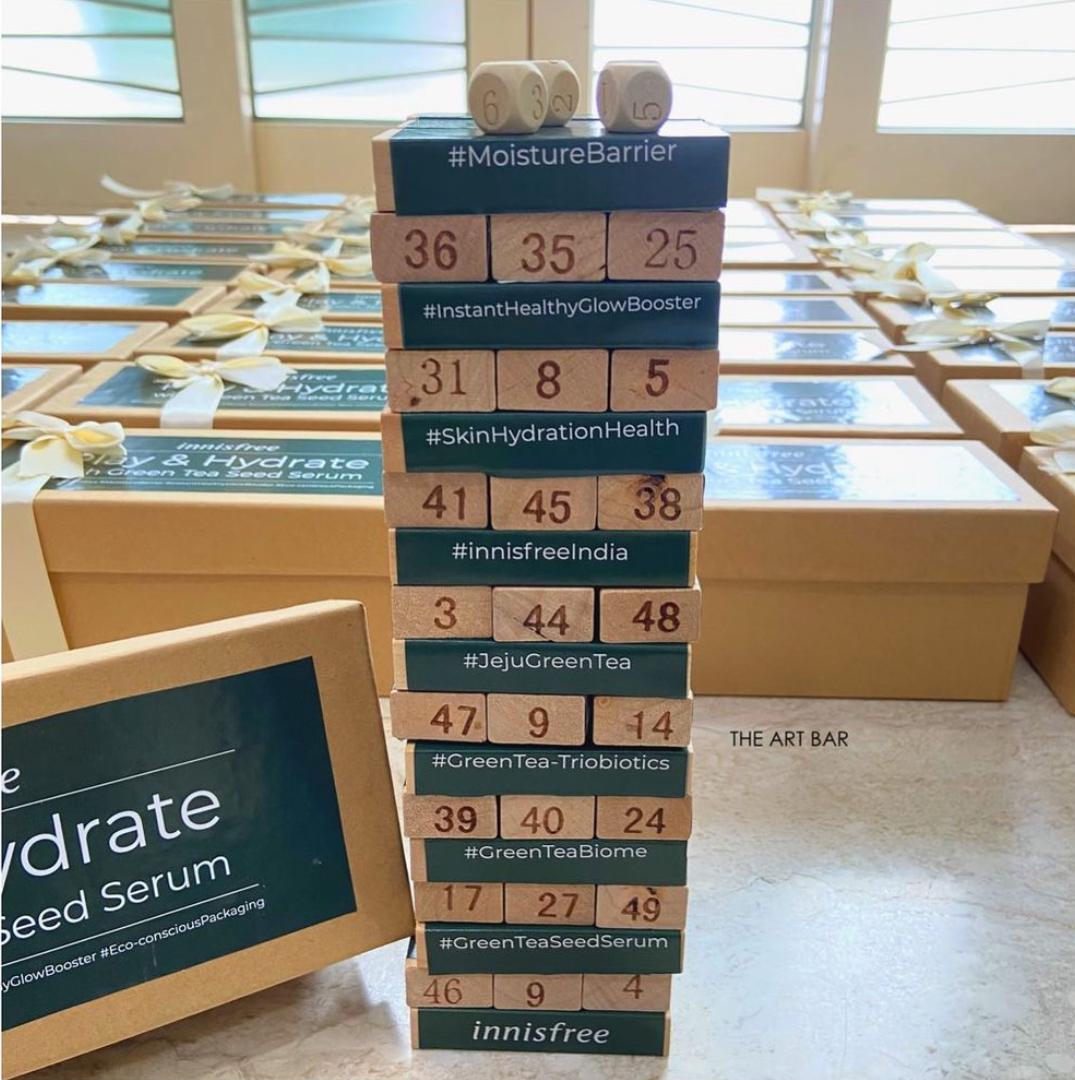 6 3 2 1 5
#MoistureBarrier
36 35 25
#InstantHealthyGlowBooster
31 8 5
#SkinHydrationHealth
41 45 38
#innisfreeIndia
3 44 48
#JejuGreenTea
47 9 14
#GreenTea-Triobiotics
39 40 24
#GreenTeaBiome
17 27 49
#GreenTeaSeedSerum
46 9 4
innisfree
innisfree
Play & Hydrate
Green Tea Seed Serum
THE ART BAR
ydrate
Seed Serum
yGlowBooster #Eco-consciousPackaging